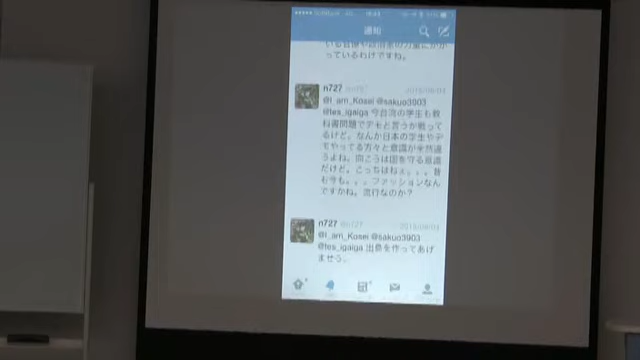 通知
っているわけですね。
n727
@I_am_Kosei @sakuo3903
@tes_igaiga 今台湾の学生も教
科書問題でデモと言うか戦って
るけど。なんか日本の学生やデ
モやってる方々と意識が全然違
うよね。向こうは国を守る意識
だけど。こっちはねぇ。。。昔
も今も。。。ファッションなん
ですかね。流行なのか?
n727
@I_am_Kosei @sakuo3903
@tes_igaiga 出島を作ってあげ
ませう。